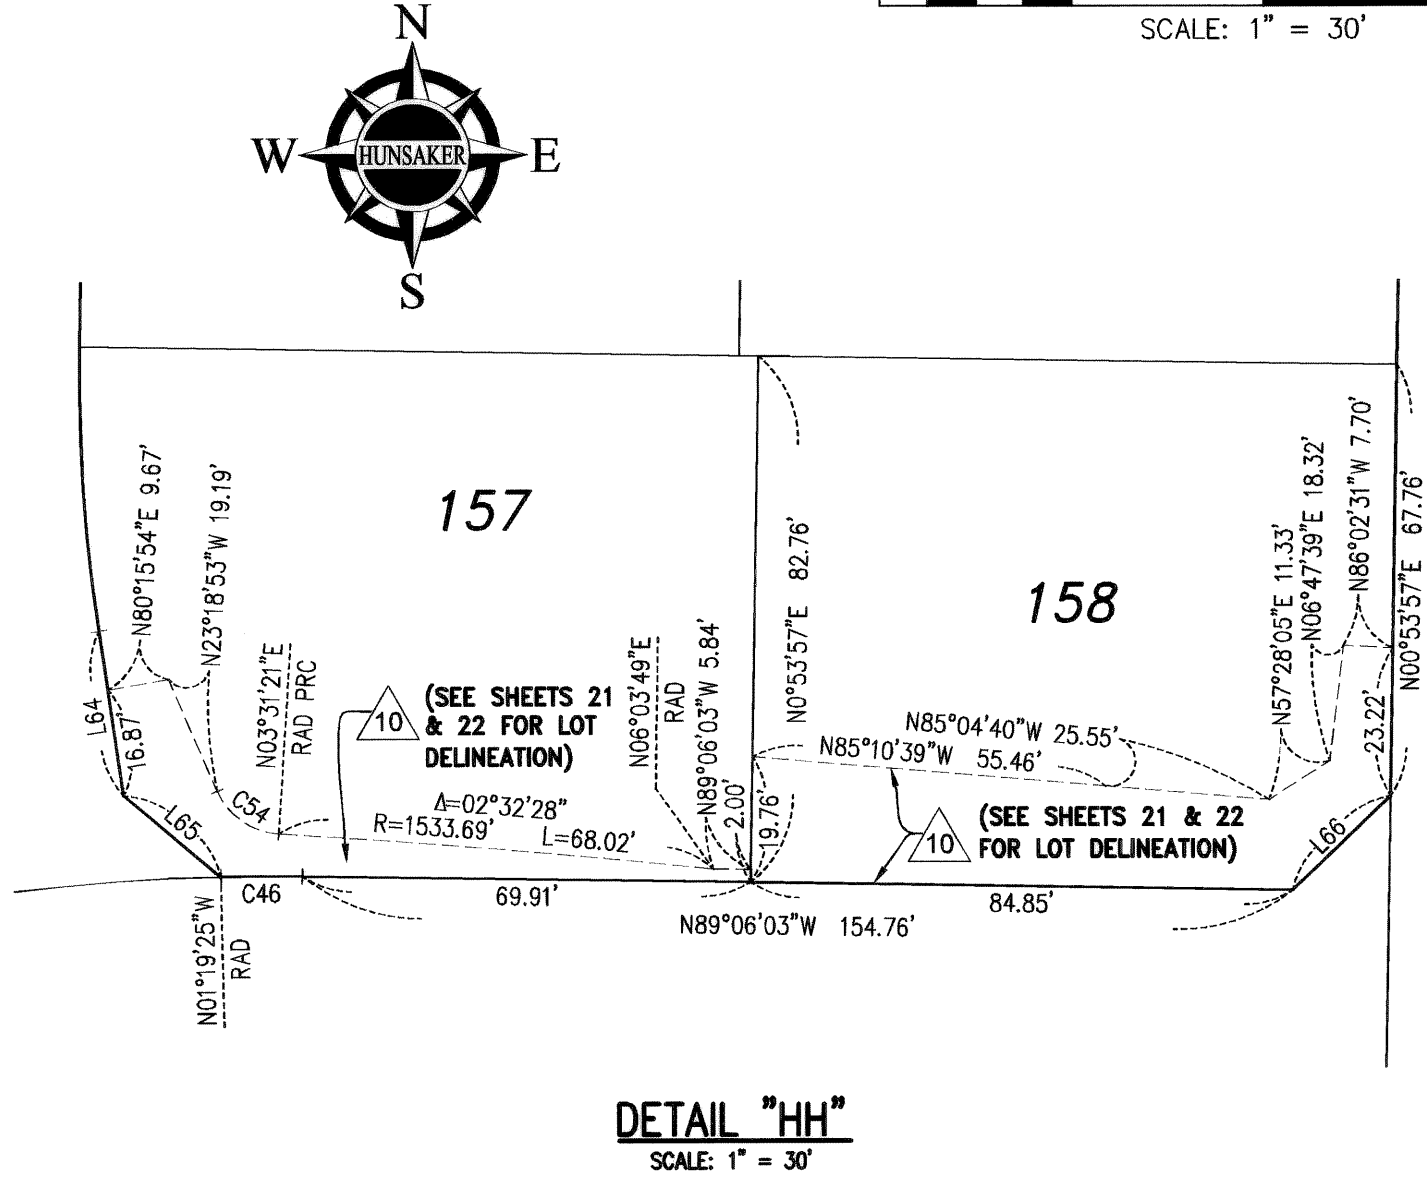 SCALE: 1" = 30'
N
W
HUNSAKER
E
S
157
158
N80°15'54"E 9.67'
N23°18'53"W 19.19'
N03°31'21"E
RAD PRC
L64
16.87'
L65
C54
10
(SEE SHEETS 21
& 22 FOR LOT
DELINEATION)
Δ=02°32'28"
R=1533.69'
L=68.02'
N06°03'49"E
RAD
N89°06'03"W 5.84'
2.00'
19.76'
N0°53'57"E 82.76'
N85°04'40"W 25.55'
N85°10'39"W 55.46'
10
(SEE SHEETS 21 & 22
FOR LOT DELINEATION)
N57°28'05"E 11.33'
N06°47'39"E 18.32'
N86°02'31"W 7.70'
N00°53'57"E 67.76'
23.22'
L66
C46
69.91'
84.85'
N89°06'03"W 154.76'
N01°19'25"W
RAD
DETAIL "HH"
SCALE: 1" = 30'